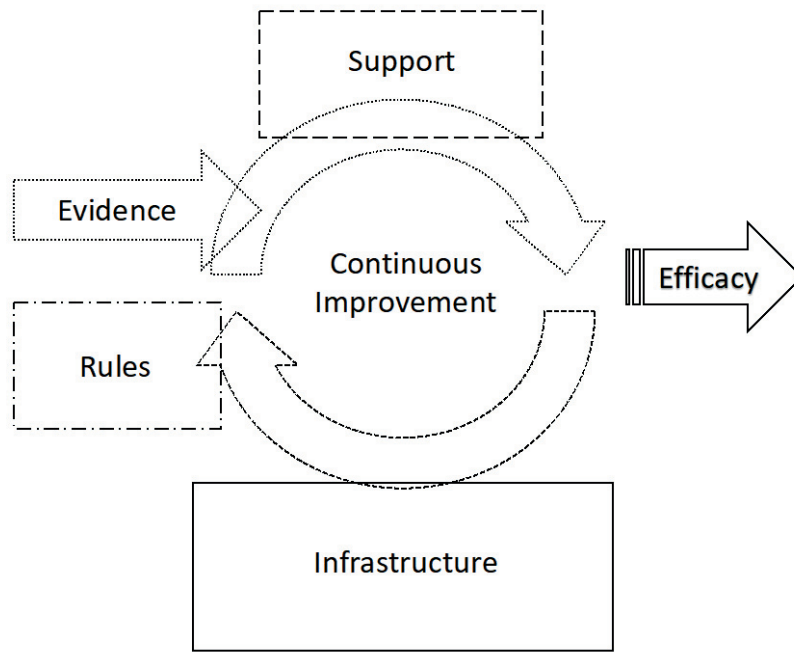 Support
Evidence
Continuous
Improvement
Efficacy
Rules
Infrastructure